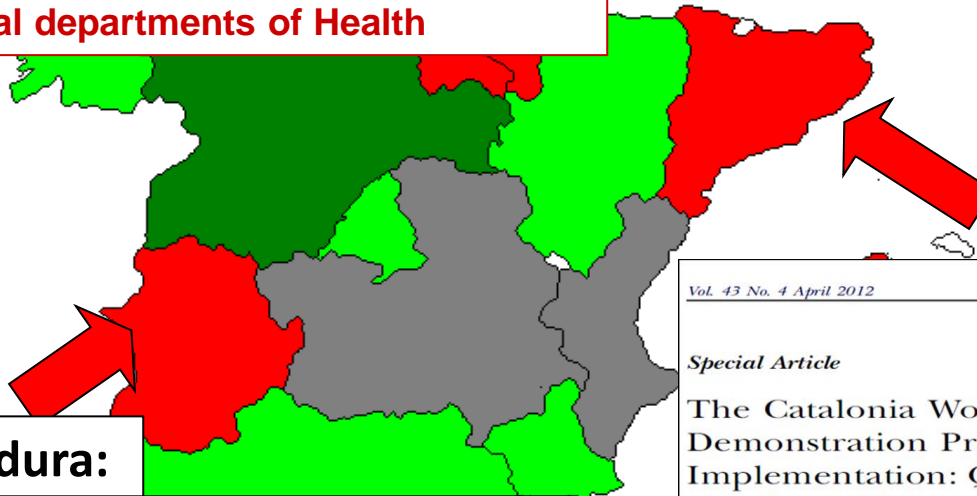 al departments of Health
Vol. 43 No. 4 April 2012
Special Article
The Catalonia Wo
Demonstration Pr
Implementation:
dura: